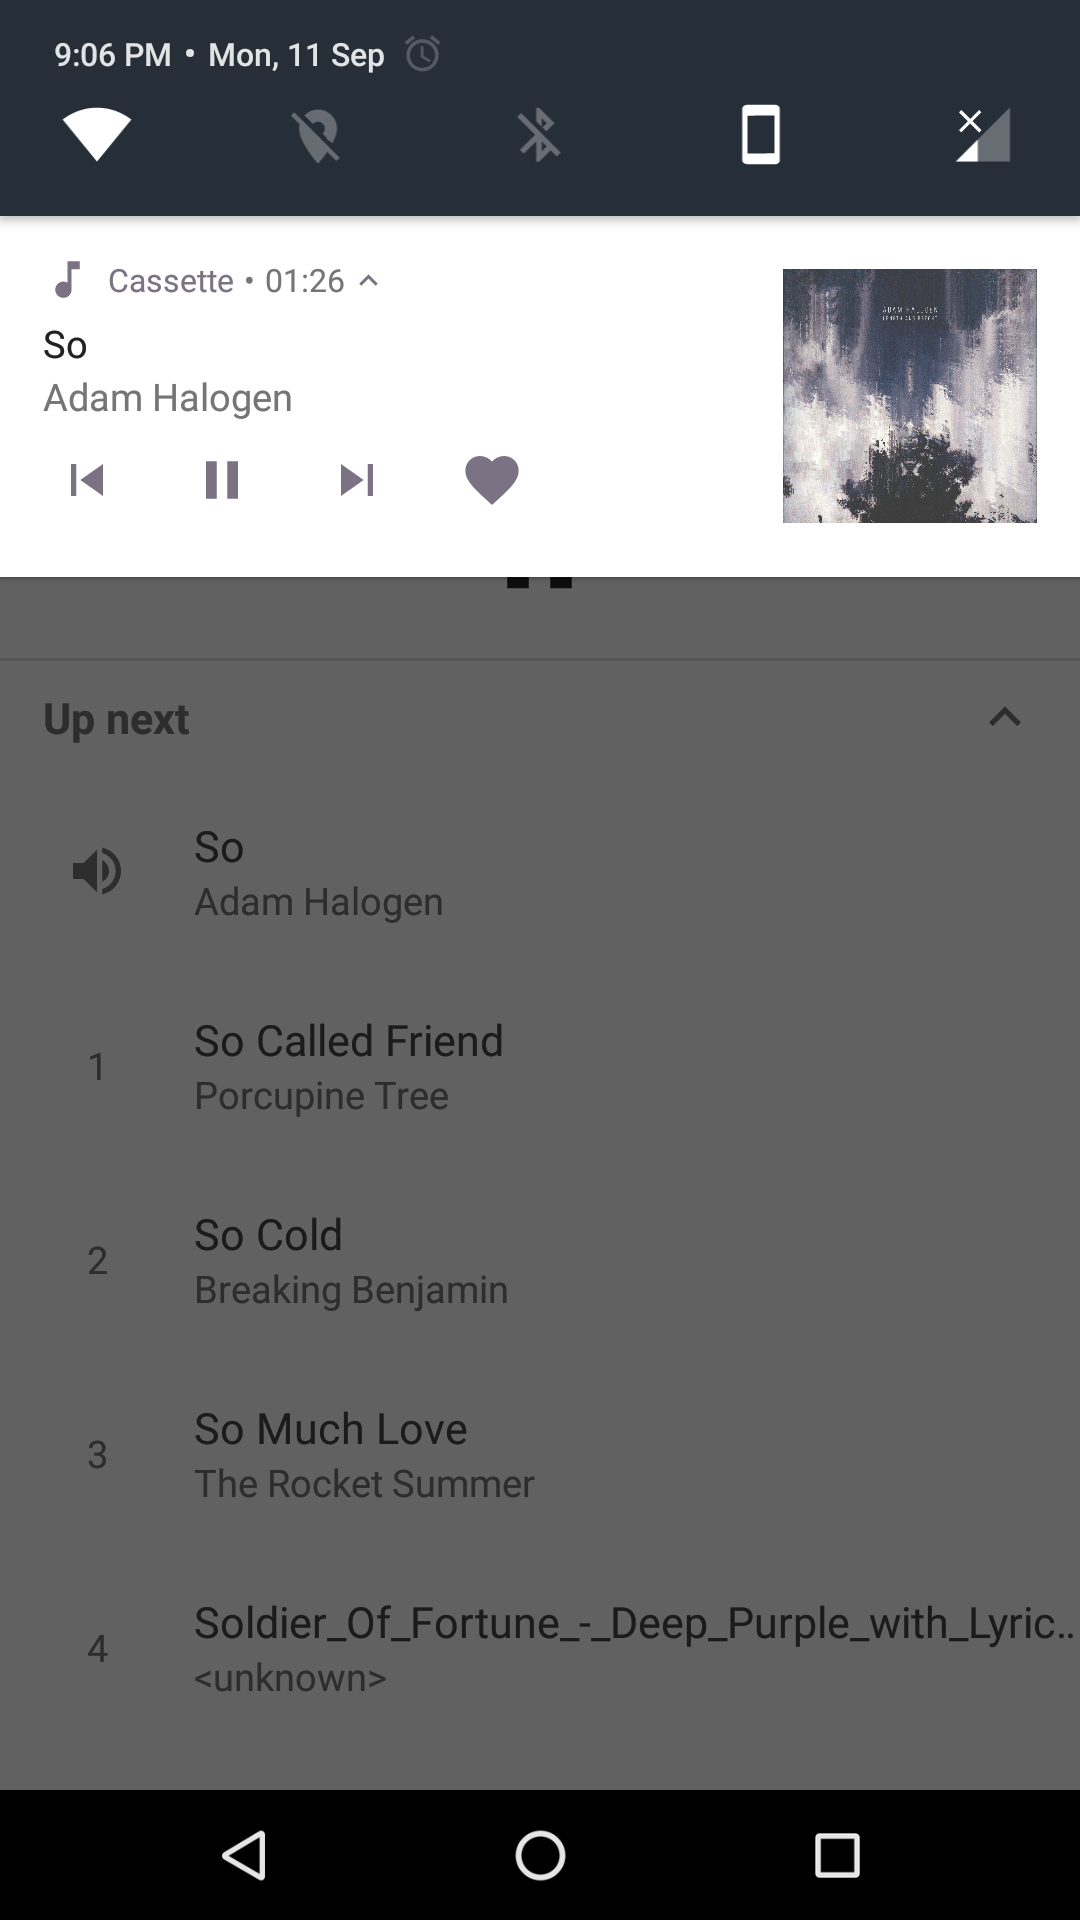 9:06 PM • Mon, 11 Sep
Cassette • 01:26
So
Adam Halogen
ADAM HALOGEN
Up next
So
Adam Halogen
1
So Called Friend
Porcupine Tree
2
So Cold
Breaking Benjamin
3
So Much Love
The Rocket Summer
4
Soldier_Of_Fortune_-_Deep_Purple_with_Lyric..
<unknown>